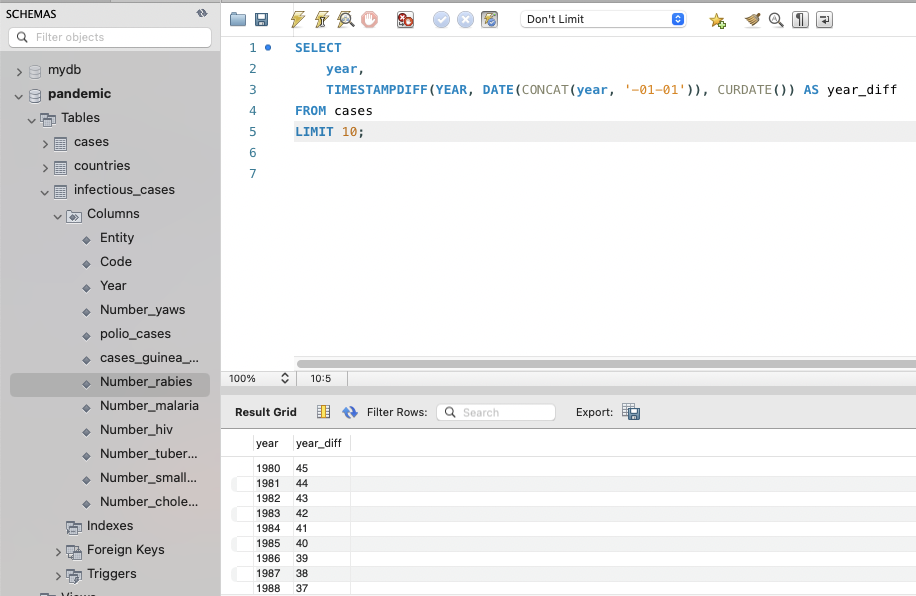 SCHEMAS
Filter objects
mydb
pandemic
Tables
cases
countries
infectious_cases
Columns
Entity
Code
Year
Number_yaws
polio_cases
cases_guinea_...
Number_rabies
Number_malaria
Number_hiv
Number_tuber...
Number_small...
Number_chole...
Indexes
Foreign Keys
Triggers
Views
Don't Limit
1 SELECT
2 year,
3 TIMESTAMPDIFF(YEAR, DATE(CONCAT(year, '-01-01')), CURDATE()) AS year_diff
4 FROM cases
5 LIMIT 10;
6
7
100% 10:5
Result Grid Filter Rows: Search Export:
year year_diff
1980 45
1981 44
1982 43
1983 42
1984 41
1985 40
1986 39
1987 38
1988 37